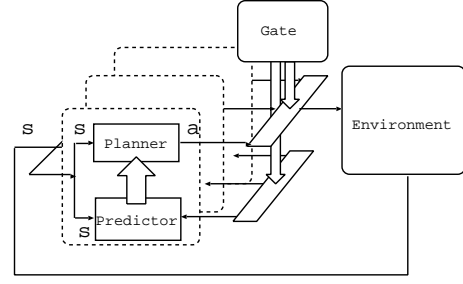 Gate
Environment
s
s
a
Planner
Predictor
s